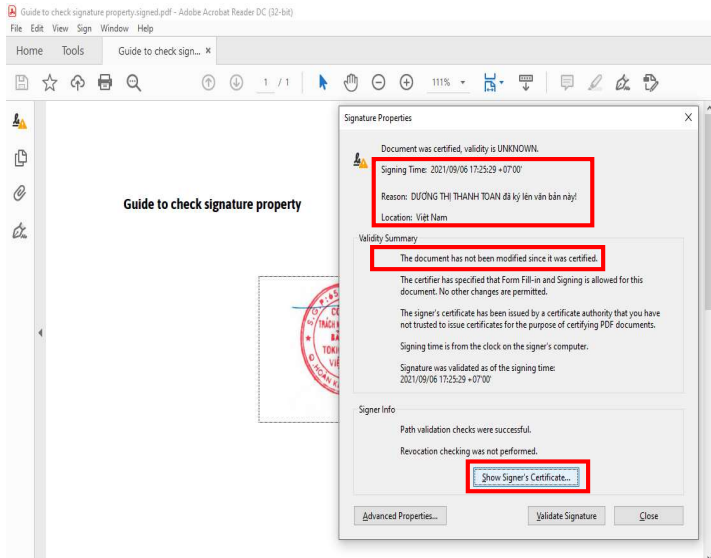 Guide to check signature property.signed.pdf - Adobe Acrobat Reader DC (32-bit)
File Edit View Sign Window Help
Home Tools Guide to check sign... ×
1 / 1 111%
Signature Properties X
Document was certified, validity is UNKNOWN.
Signing Time: 2021/09/06 17:25:29 +07'00'
Reason: DƯƠNG THỊ THANH TOAN đã ký lên văn bản này!
Location: Việt Nam
Guide to check signature property
Validity Summary
The document has not been modified since it was certified.
The certifier has specified that Form Fill-in and Signing is allowed for this
document. No other changes are permitted.
The signer's certificate has been issued by a certificate authority that you have
not trusted to issue certificates for the purpose of certifying PDF documents.
Signing time is from the clock on the signer's computer.
Signature was validated as of the signing time:
2021/09/06 17:25:29 +07'00'
Signer Info
Path validation checks were successful.
Revocation checking was not performed.
Show Signer's Certificate...
Advanced Properties... Validate Signature Close